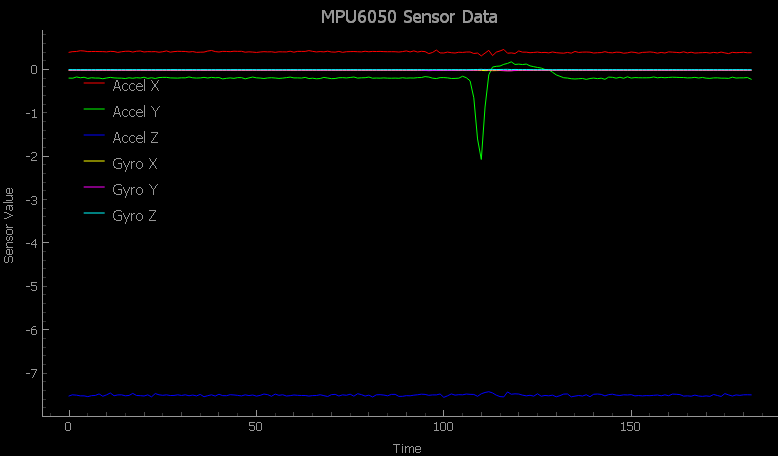 MPU6050 Sensor Data
0
-1
-2
-3
-4
-5
-6
-7
Sensor Value
Accel X
Accel Y
Accel Z
Gyro X
Gyro Y
Gyro Z
0 50 100 150
Time